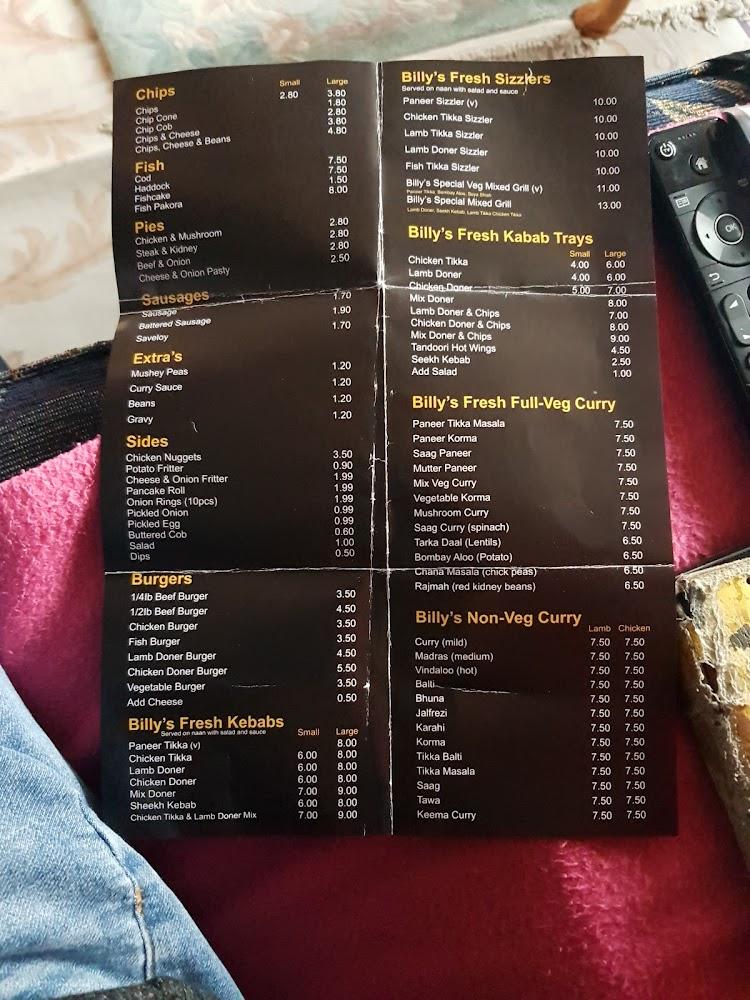 Chips Small Large
Chips 2.80 3.80
Chip Cone 1.80
Chip Cob 2.80
Chips & Cheese 3.80
Chips, Cheese & Beans 4.80
Fish
Cod 7.50
Haddock 7.50
Fishcake 1.50
Fish Pakora 8.00
Pies
Chicken & Mushroom 2.80
Steak & Kidney 2.80
Beef & Onion 2.80
Cheese & Onion Pasty 2.50
Sausages
Sausage 1.70
Battered Sausage 1.90
Saveloy 1.70
Extra's
Mushey Peas 1.20
Curry Sauce 1.20
Beans 1.20
Gravy 1.20
Sides
Chicken Nuggets 3.50
Potato Fritter 0.90
Cheese & Onion Fritter 1.99
Pancake Roll 1.99
Onion Rings (10pcs) 1.99
Pickled Onion 0.99
Pickled Egg 0.99
Buttered Cob 0.60
Salad 1.00
Dips 0.50
Burgers
1/4lb Beef Burger 3.50
1/2lb Beef Burger 4.50
Chicken Burger 3.50
Fish Burger 3.50
Lamb Doner Burger 4.50
Chicken Doner Burger 5.50
Vegetable Burger 3.50
Add Cheese 0.50
Billy's Fresh Kebabs
Served on naan with salad and sauce Small Large
Paneer Tikka (v) 8.00
Chicken Tikka 6.00 8.00
Lamb Doner 6.00 8.00
Chicken Doner 6.00 8.00
Mix Doner 7.00 9.00
Sheekh Kebab 6.00 8.00
Chicken Tikka & Lamb Doner Mix 7.00 9.00
Billy's Fresh Sizzlers
Served on naan with salad and sauce
Paneer Sizzler (v) 10.00
Chicken Tikka Sizzler 10.00
Lamb Tikka Sizzler 10.00
Lamb Doner Sizzler 10.00
Fish Tikka Sizzler 10.00
Billy's Special Veg Mixed Grill (v) 11.00
Paneer Tikka, Bombay Aloo, Soya
Billy's Special Mixed Grill 13.00
Lamb Doner, Seekh Kebab, Lamb Tikka Chicken Tikka
Billy's Fresh Kabab Trays
Small Large
Chicken Tikka 4.00 6.00
Lamb Doner 4.00 6.00
Chicken Doner 5.00 7.00
Mix Doner 8.00
Lamb Doner & Chips 7.00
Chicken Doner & Chips 8.00
Mix Doner & Chips 9.00
Tandoori Hot Wings 4.50
Seekh Kebab 2.50
Add Salad 1.00
Billy's Fresh Full-Veg Curry
Paneer Tikka Masala 7.50
Paneer Korma 7.50
Saag Paneer 7.50
Mutter Paneer 7.50
Mix Veg Curry 7.50
Vegetable Korma 7.50
Mushroom Curry 7.50
Saag Curry (spinach) 7.50
Tarka Daal (Lentils) 6.50
Bombay Aloo (Potato) 6.50
Chana Masala (chick peas) 6.50
Rajmah (red kidney beans) 6.50
Billy's Non-Veg Curry
Lamb Chicken
Curry (mild) 7.50 7.50
Madras (medium) 7.50 7.50
Vindaloo (hot) 7.50 7.50
Balti 7.50 7.50
Bhuna 7.50 7.50
Jalfrezi 7.50 7.50
Karahi 7.50 7.50
Korma 7.50 7.50
Tikka Balti 7.50 7.50
Tikka Masala 7.50 7.50
Saag 7.50 7.50
Tawa 7.50 7.50
Keema Curry 7.50 7.50
OK